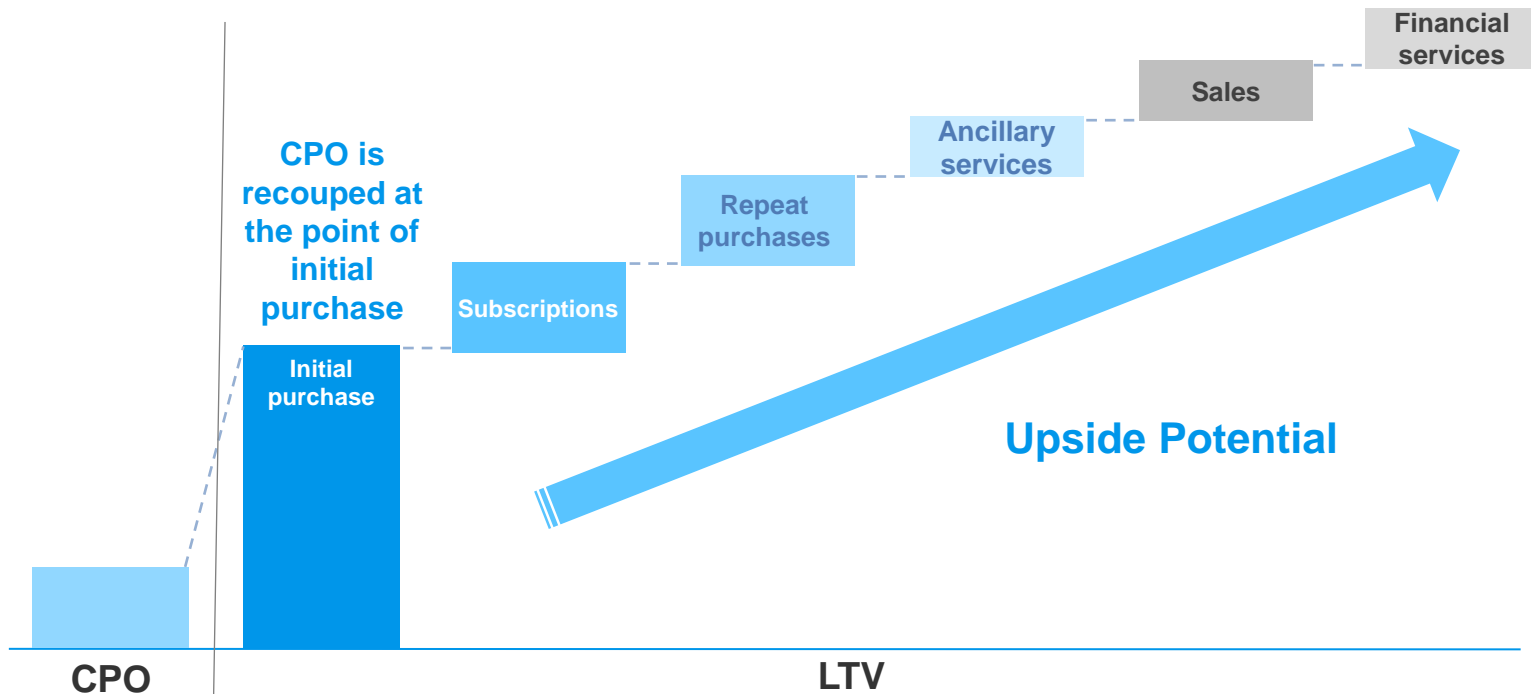 Financial
services
Sales
Ancillary
services
CPO is
recouped at
the point of
initial
purchase
Repeat
purchases
Subscriptions
Initial
purchase
Upside Potential
CPO
LTV